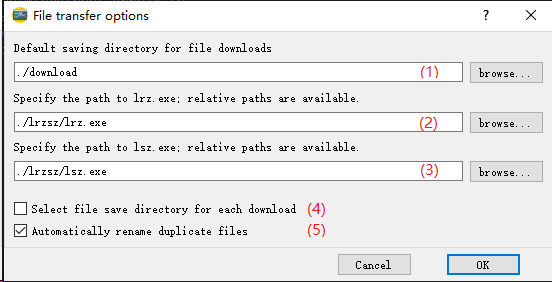 File transfer options
Default saving directory for file downloads
./download (1) browse...
Specify the path to lrz.exe; relative paths are available.
./lrzsz/lrz.exe (2) browse...
Specify the path to lsz.exe; relative paths are available.
./lrzsz/lsz.exe (3) browse...
Select file save directory for each download (4)
Automatically rename duplicate files (5)
Cancel OK